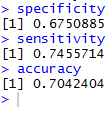 > specificity
[1] 0.6750885
> sensitivity
[1] 0.7455714
> accuracy
[1] 0.7042404
>